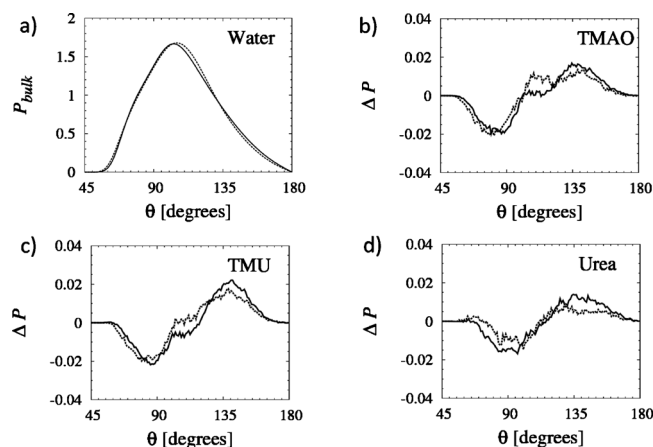 a)
Water
2
1.5
1
0.5
0
P_bulk
45 90 135 180
θ [degrees]
b)
TMAO
0.04
0.02
0
-0.02
-0.04
Δ P
45 90 135 180
θ [degrees]
c)
TMU
0.04
0.02
0
-0.02
-0.04
Δ P
45 90 135 180
θ [degrees]
d)
Urea
0.04
0.02
0
-0.02
-0.04
Δ P
45 90 135 180
θ [degrees]